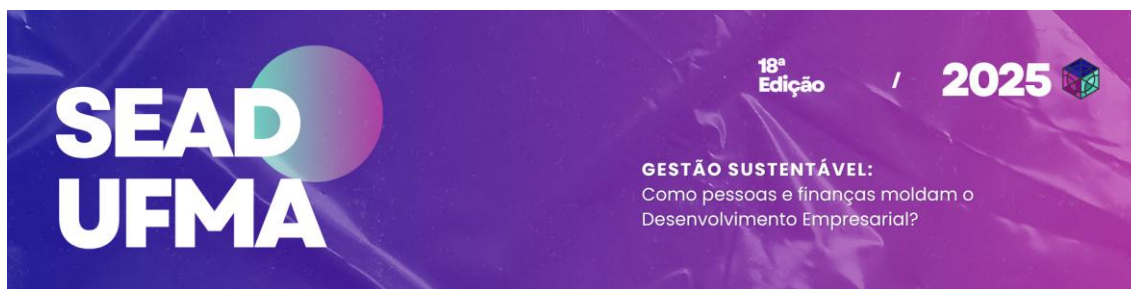 SEAD
UFMA
18ª
Edição
/
2025
GESTÃO SUSTENTÁVEL:
Como pessoas e finanças moldam o
Desenvolvimento Empresarial?